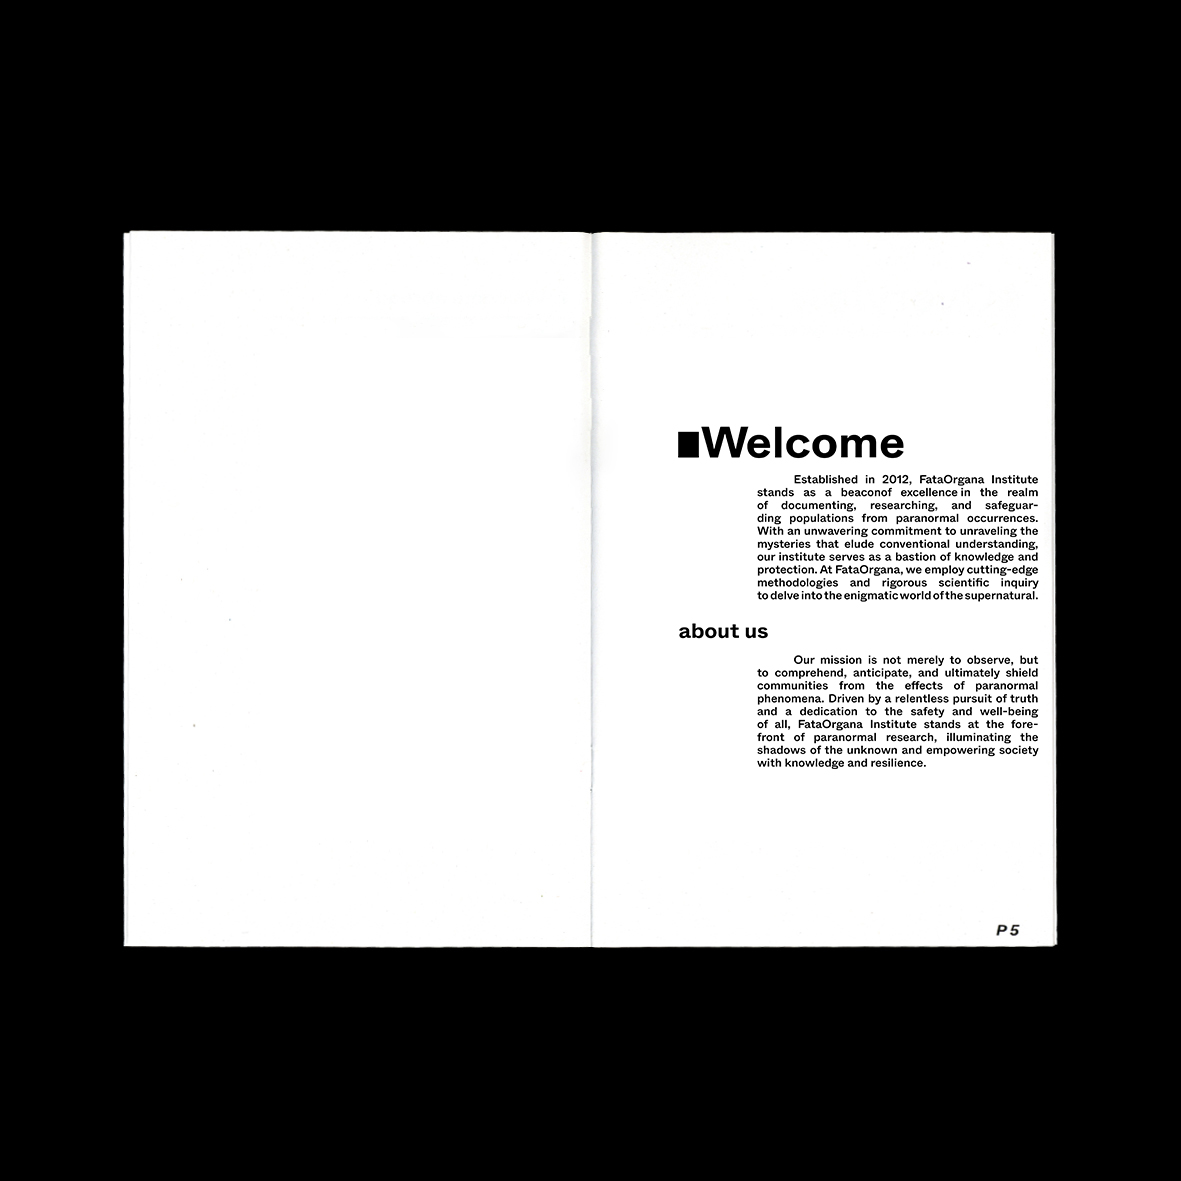 ■Welcome
Established in 2012, FataOrgana Institute
stands as a beaconof excellence in the realm
of documenting, researching, and safeguar-
ding populations from paranormal occurrences.
With an unwavering commitment to unraveling the
mysteries that elude conventional understanding,
our institute serves as a bastion of knowledge and
protection. At FataOrgana, we employ cutting-edge
methodologies and rigorous scientific inquiry
to delve into the enigmatic world of the supernatural.
about us
Our mission is not merely to observe, but
to comprehend, anticipate, and ultimately shield
communities from the effects of paranormal
phenomena. Driven by a relentless pursuit of truth
and a dedication to the safety and well-being
of all, FataOrgana Institute stands at the fore-
front of paranormal research, illuminating the
shadows of the unknown and empowering society
with knowledge and resilience.
P 5